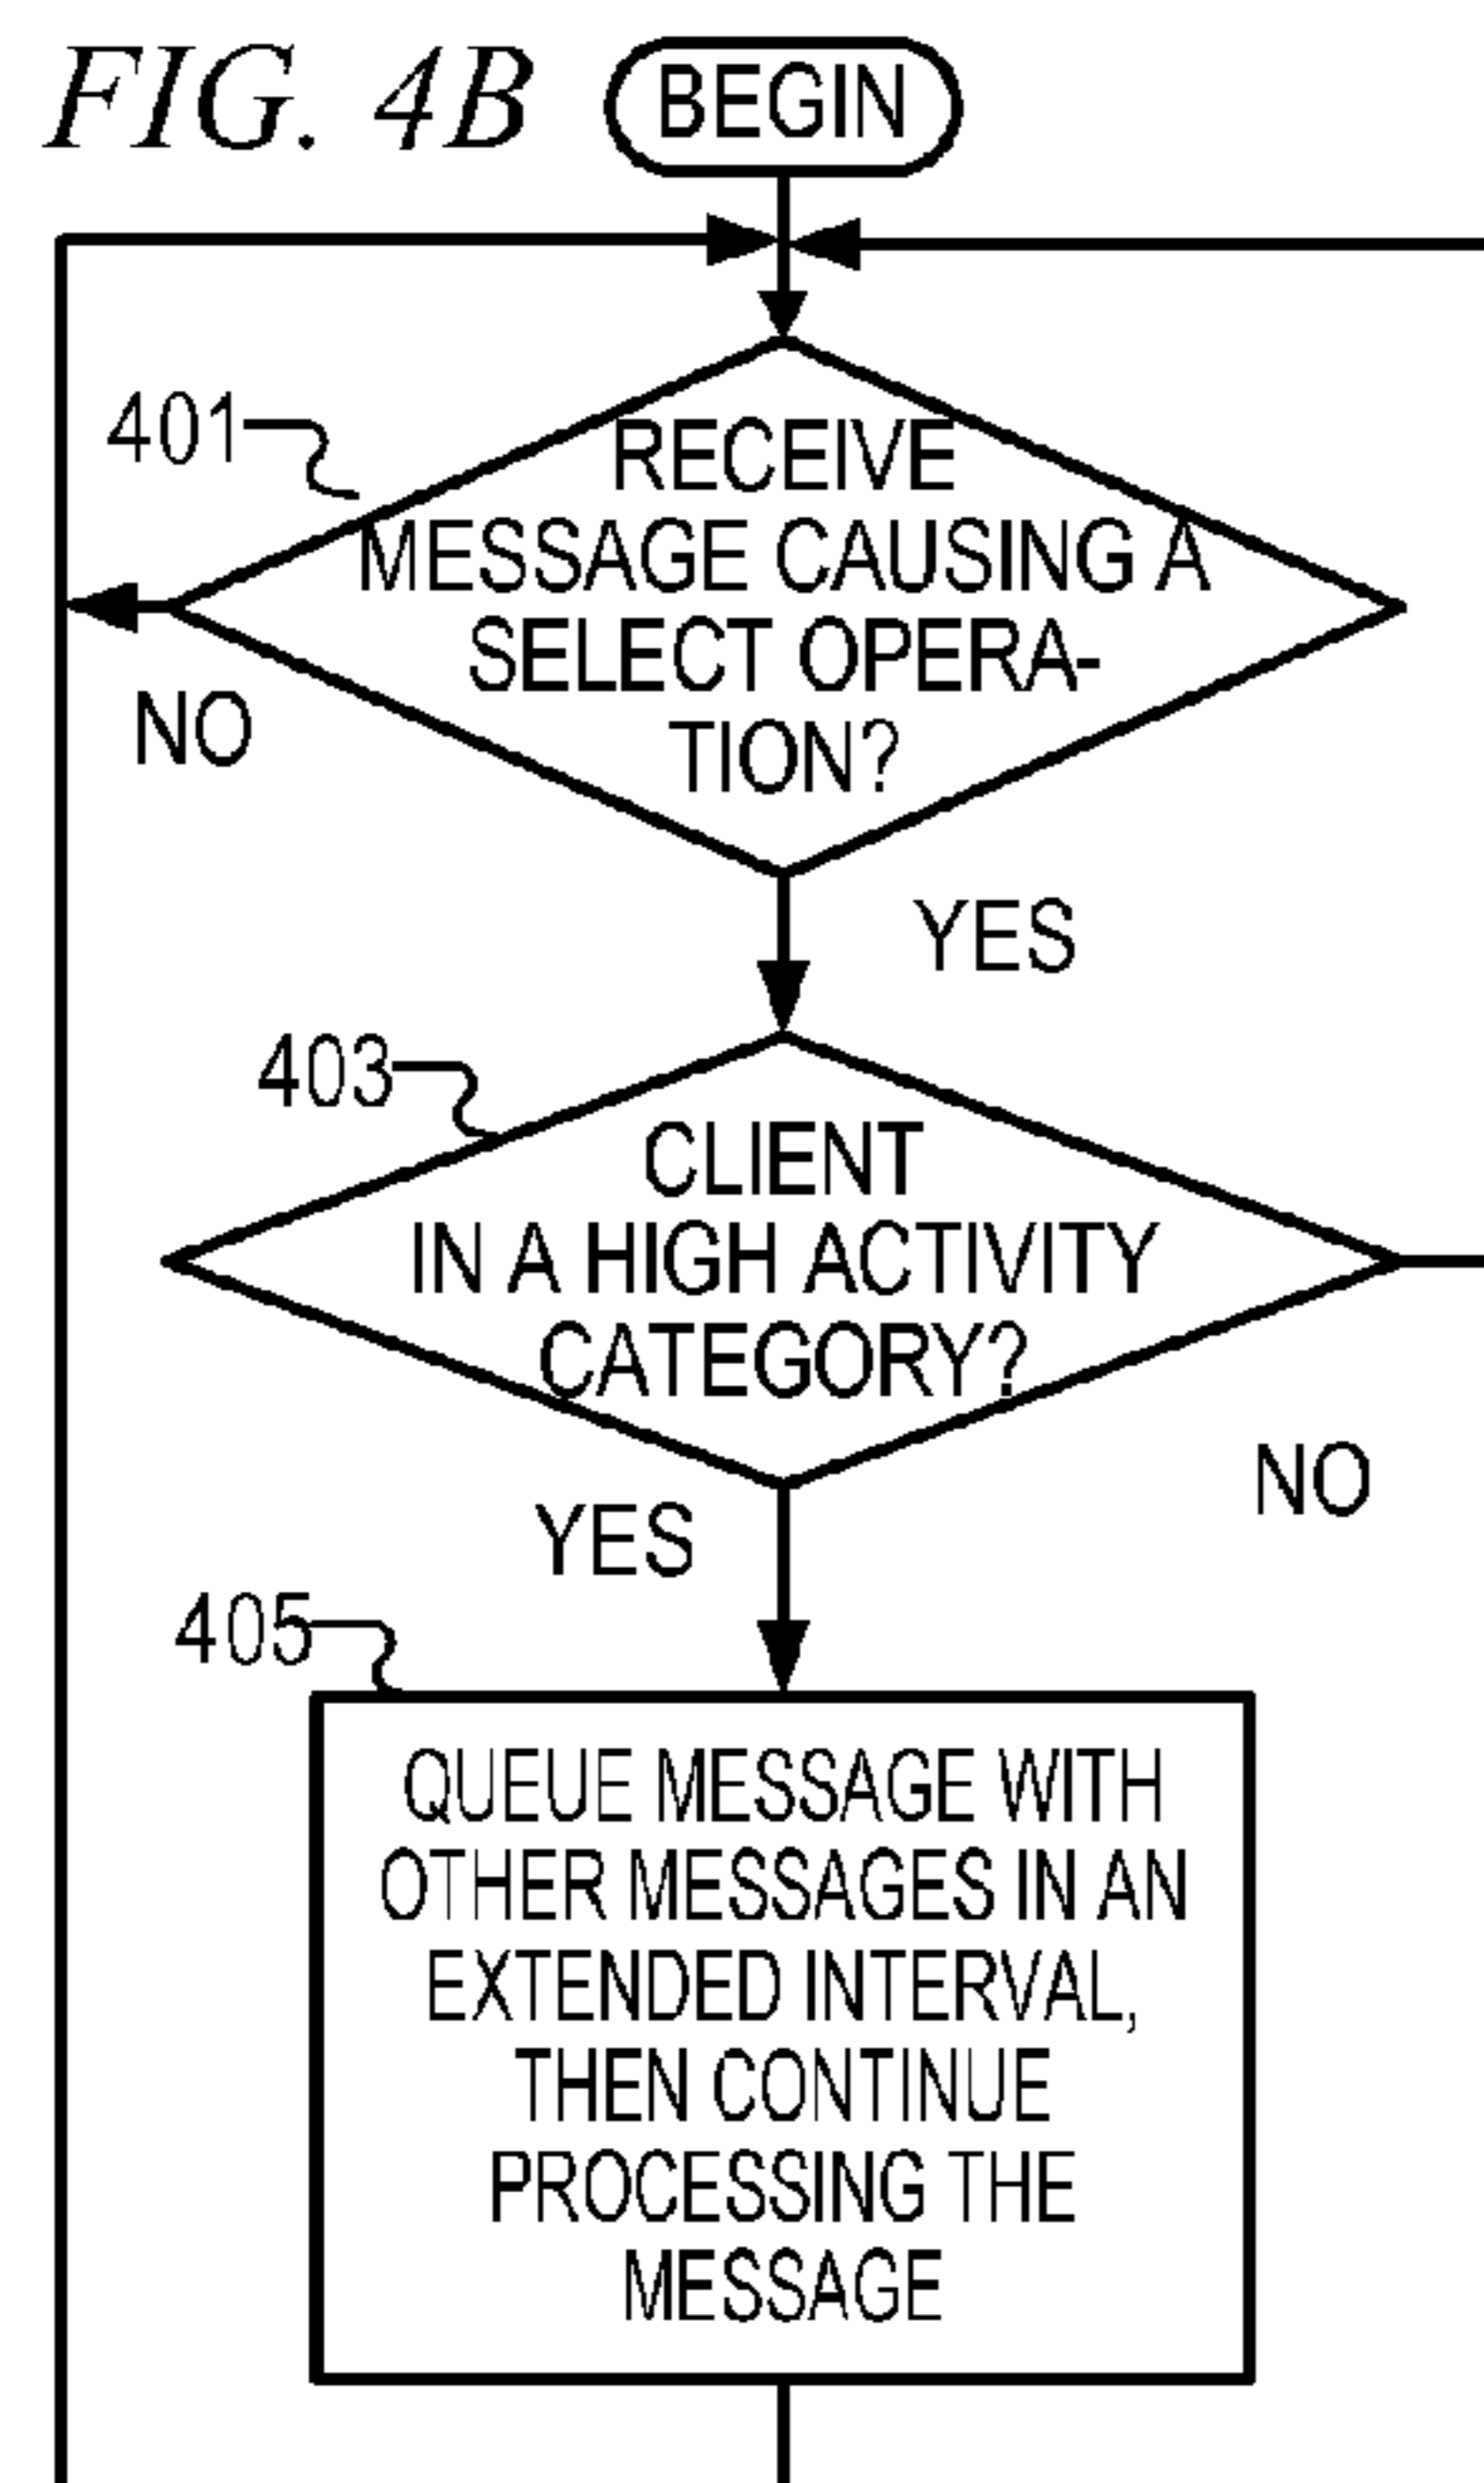 FIG. 4B
BEGIN
401
RECEIVE
MESSAGE CAUSING A
SELECT OPERA-
TION?
NO
YES
403
CLIENT
IN A HIGH ACTIVITY
CATEGORY?
NO
YES
405
QUEUE MESSAGE WITH
OTHER MESSAGES IN AN
EXTENDED INTERVAL,
THEN CONTINUE
PROCESSING THE
MESSAGE